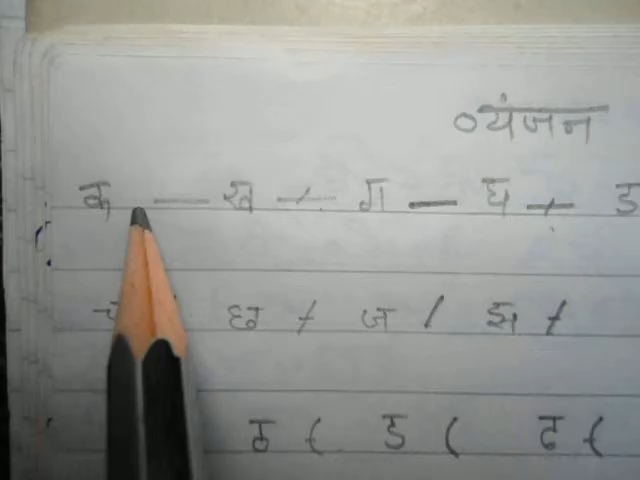 व्यंजन
क — ख ⌿ ग — घ ⌿ ङ
च छ ⌿ ज / झ ⌿
ठ { ड ( ढ {